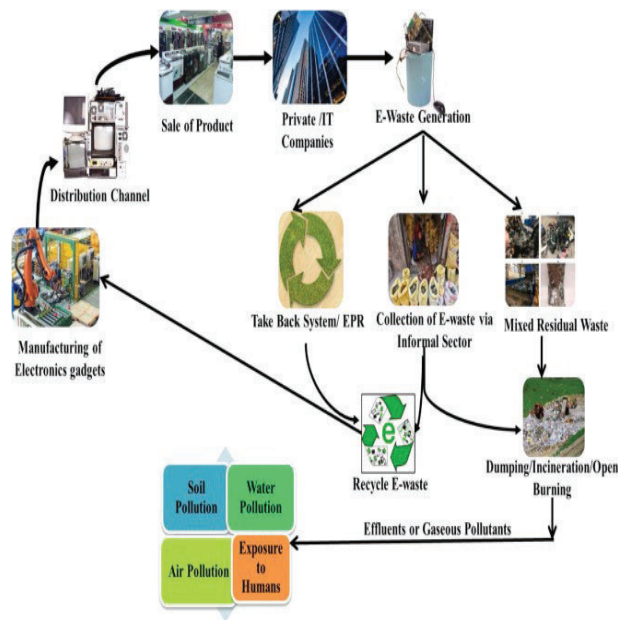 Sale of Product
Private /IT
Companies
E-Waste Generation
Distribution Channel
Manufacturing of
Electronics gadgets
Take Back System/ EPR
Collection of E-waste via
Informal Sector
Mixed Residual Waste
e
Recycle E-waste
Dumping/Incineration/Open
Burning
Effluents or Gaseous Pollutants
Soil
Pollution
Water
Pollution
Air Pollution
Exposure
to
Humans